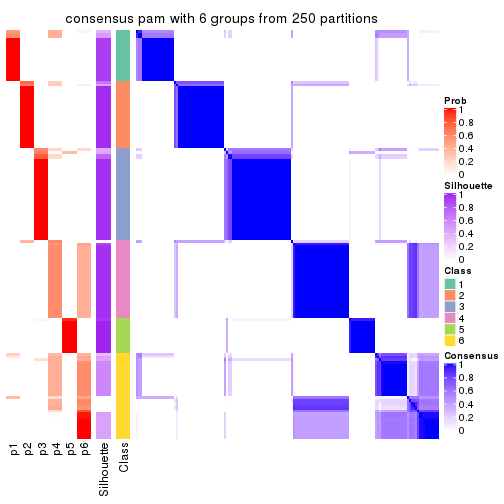 consensus pam with 6 groups from 250 partitions
Prob
1
0.8
0.6
0.4
0.2
0
Silhouette
1
0.8
0.6
0.4
0.2
0
Class
1
2
3
4
5
6
Consensus
1
0.8
0.6
0.4
0.2
0
p1
p2
p3
p4
p5
p6
Silhouette
Class